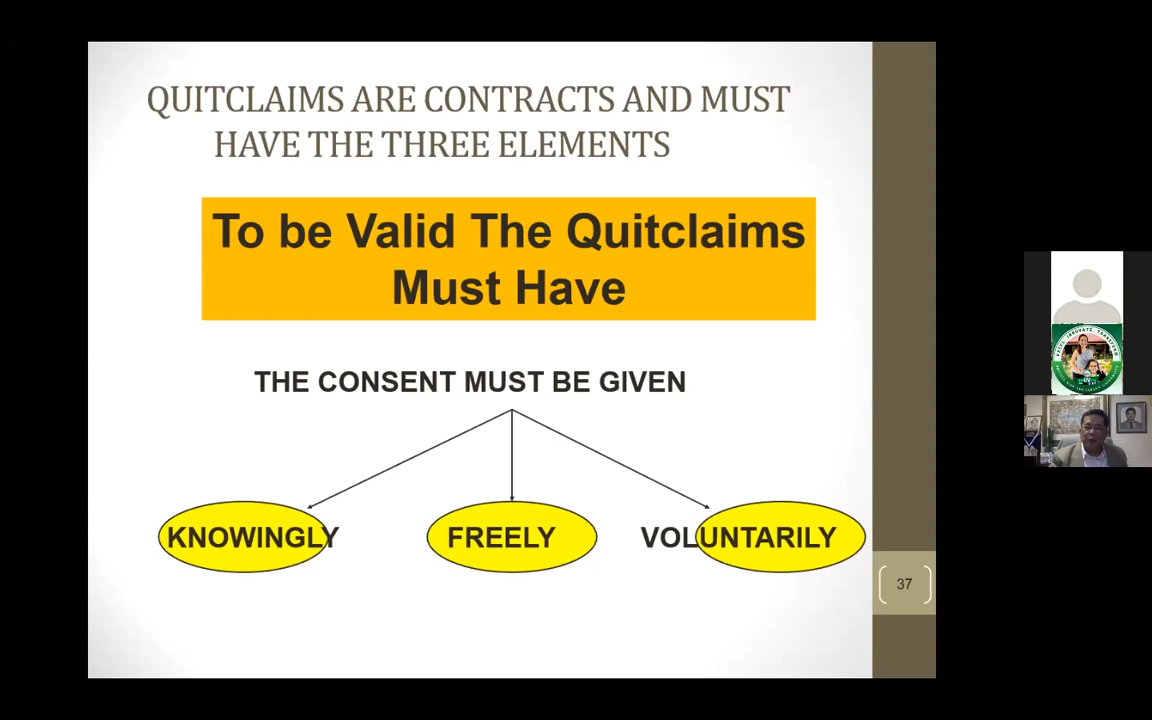 QUITCLAIMS ARE CONTRACTS AND MUST
HAVE THE THREE ELEMENTS
To be Valid The Quitclaims
Must Have
THE CONSENT MUST BE GIVEN
KNOWINGLY FREELY VOLUNTARILY
37